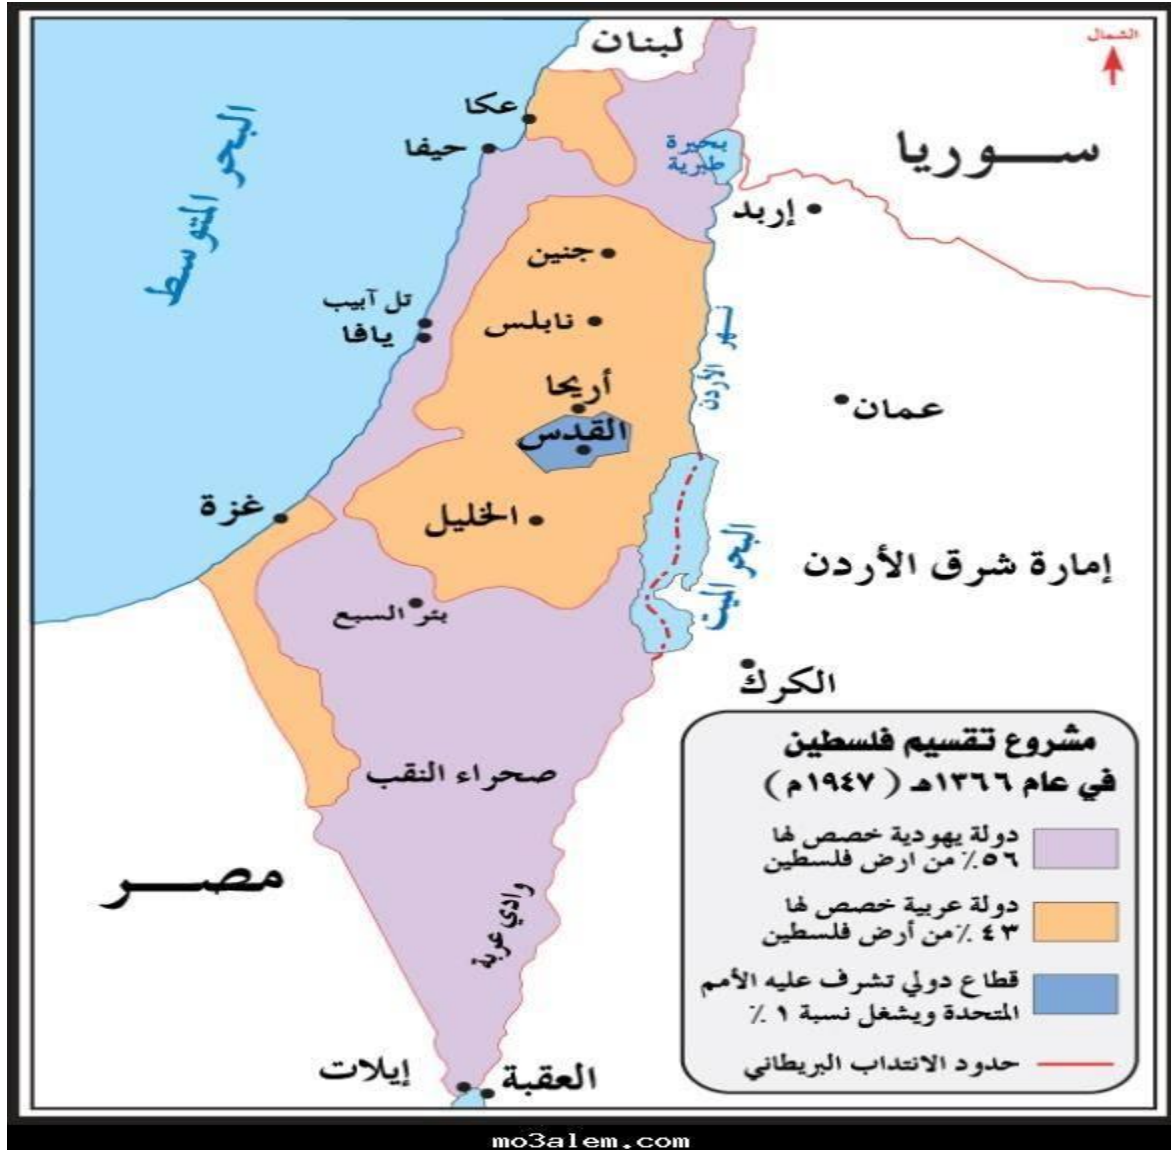 لبنان
الشمال
عكا
حيفا
بحيرة
طبرية
سوريا
البحر المتوسط
إربد
جنين
تل آبيب
يافا
نابلس
نهر الأردن
أريحا
عمان
القدس
غزة
الخليل
البحر الميت
إمارة شرق الأردن
بئر السبع
الكرك
صحراء النقب
مصر
وادي عربة
إيلات
العقبة
مشروع تقسيم فلسطين
في عام ١٣٦٦هـ (١٩٤٧م)
دولة يهودية خصص لها
٥٦٪ من ارض فلسطين
دولة عربية خصص لها
٤٣٪ من أرض فلسطين
قطاع دولي تشرف عليه الأمم
المتحدة ويشغل نسبة ١٪
حدود الانتداب البريطاني
mo3alem.com